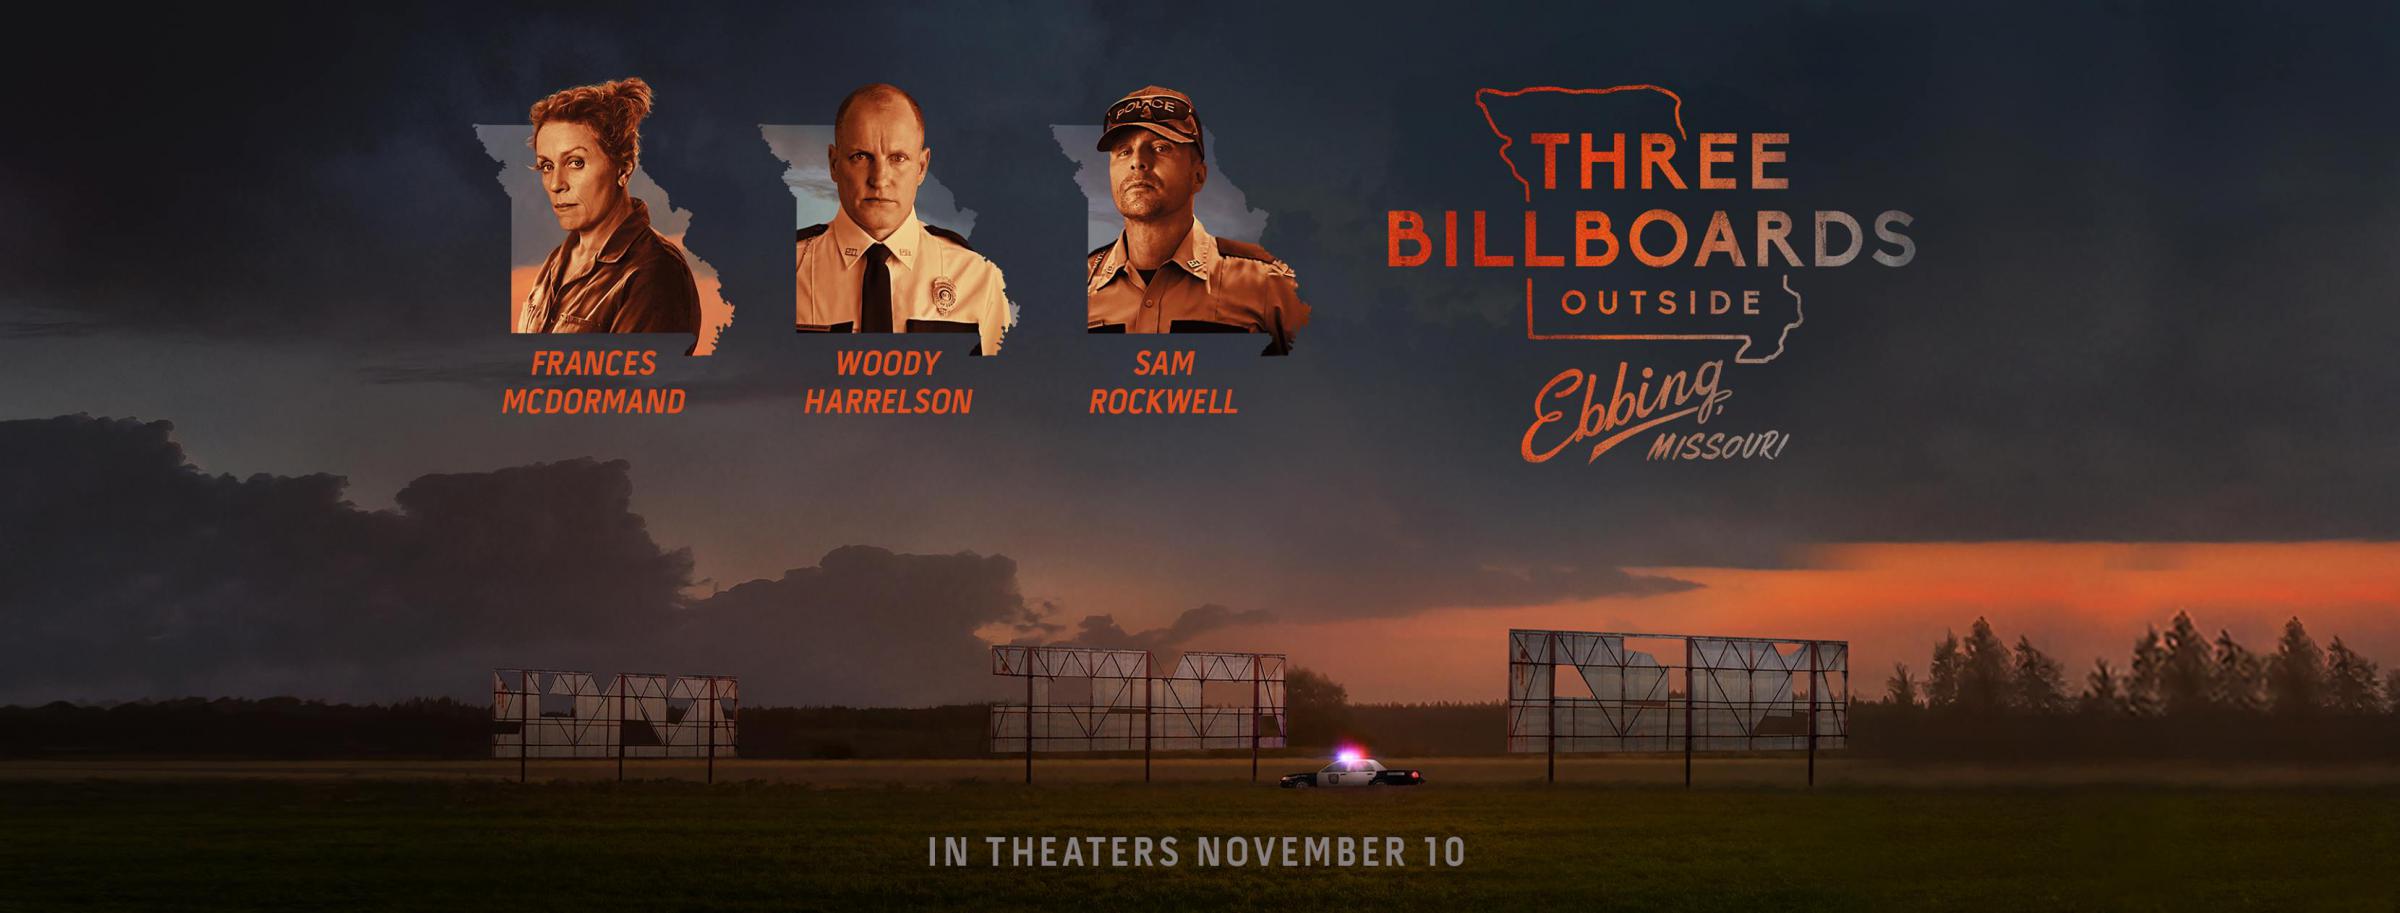 FRANCES
MCDORMAND
WOODY
HARRELSON
POLICE
SAM
ROCKWELL
THREE
BILLBOARDS
OUTSIDE
Ebbing,
MISSOURI
IN THEATERS NOVEMBER 10